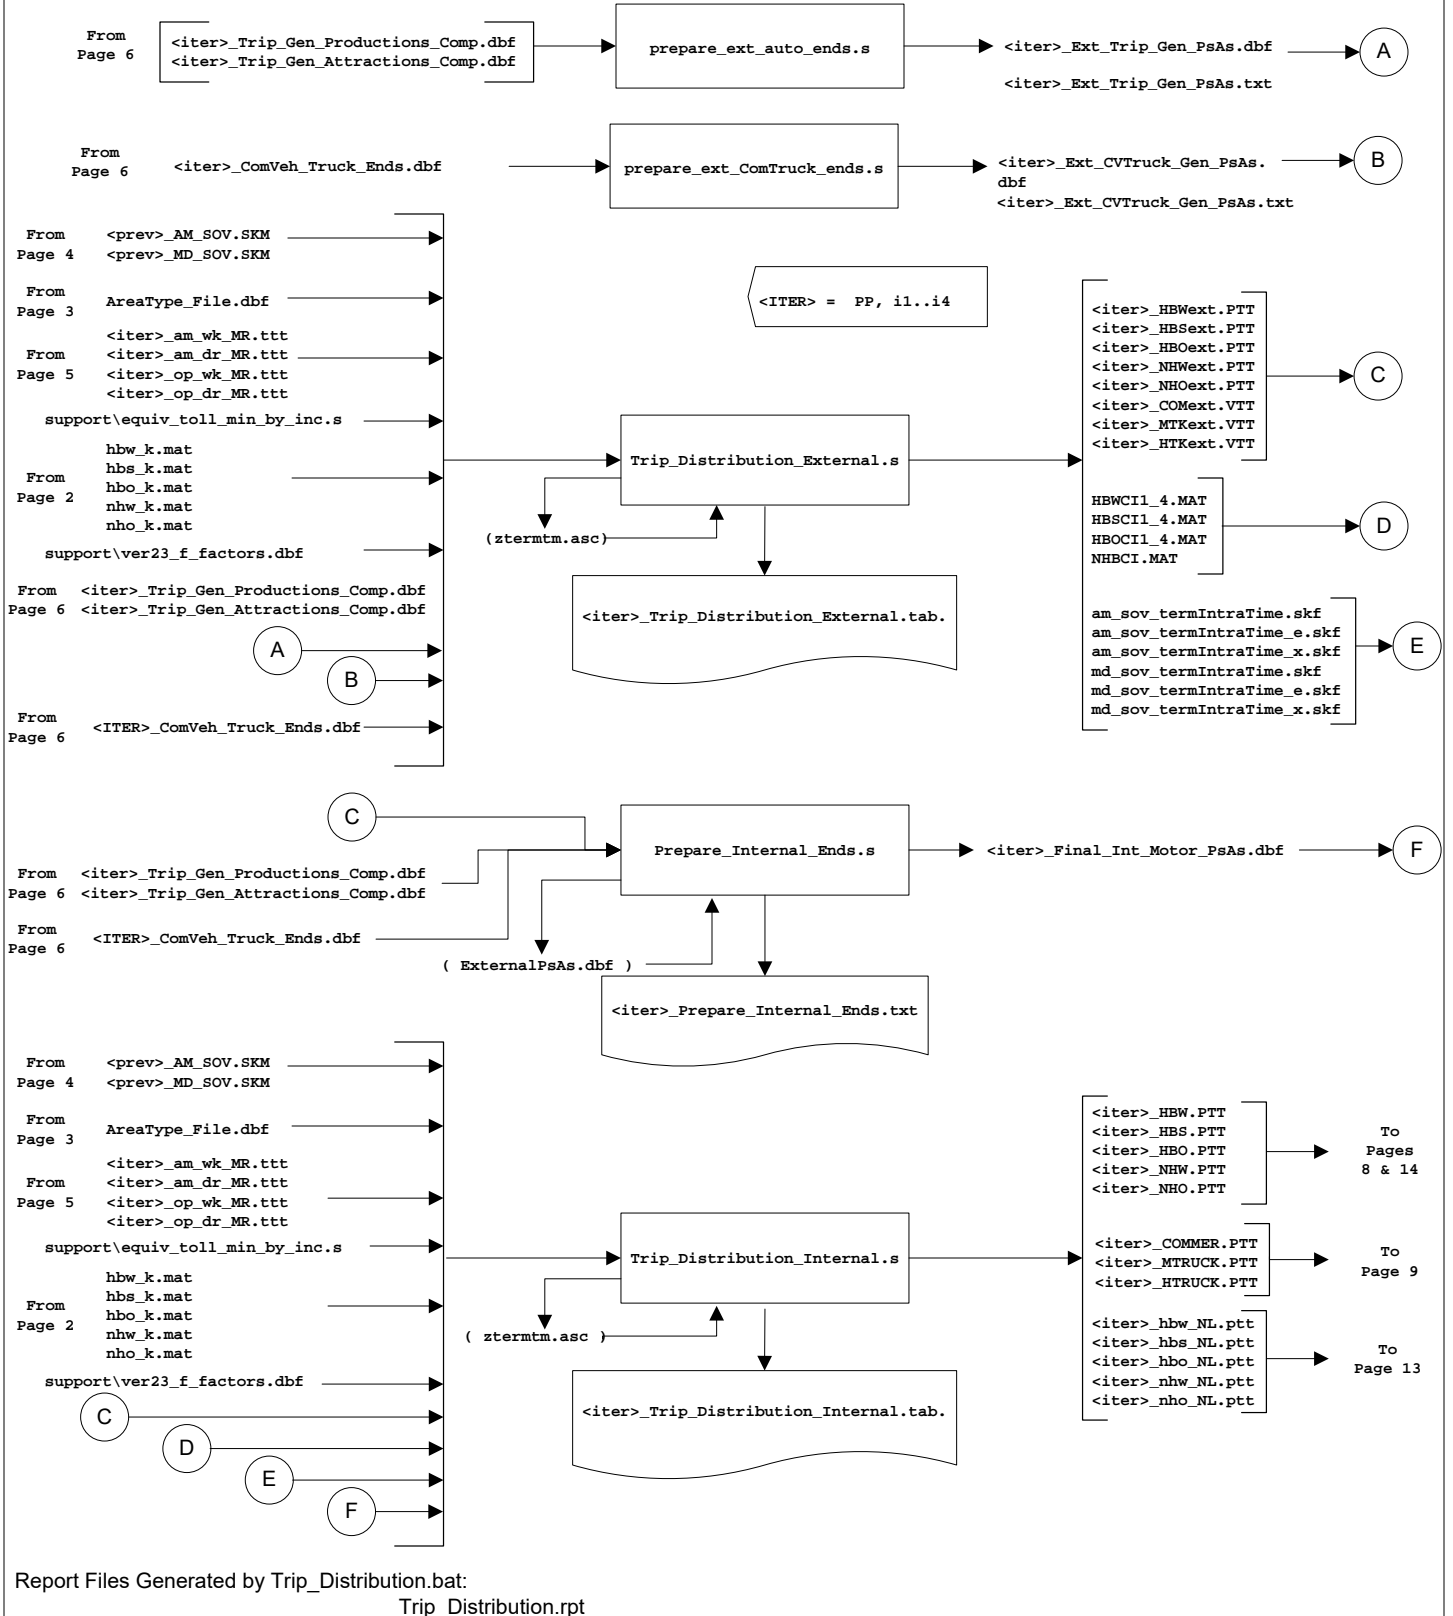 From
Page 6
<iter>_Trip_Gen_Productions_Comp.dbf
<iter>_Trip_Gen_Attractions_Comp.dbf
prepare_ext_auto_ends.s
<iter>_Ext_Trip_Gen_PsAs.dbf
<iter>_Ext_Trip_Gen_PsAs.txt
A
From
Page 6
<iter>_ComVeh_Truck_Ends.dbf
prepare_ext_ComTruck_ends.s
<iter>_Ext_CVTruck_Gen_PsAs.
dbf
<iter>_Ext_CVTruck_Gen_PsAs.txt
B
From
Page 4
<prev>_AM_SOV.SKM
<prev>_MD_SOV.SKM
From
Page 3
AreaType_File.dbf
<iter>_am_wk_MR.ttt
<iter>_am_dr_MR.ttt
<iter>_op_wk_MR.ttt
<iter>_op_dr_MR.ttt
From
Page 5
support\equiv_toll_min_by_inc.s
hbw_k.mat
hbs_k.mat
hbo_k.mat
nhw_k.mat
nho_k.mat
From
Page 2
support\ver23_f_factors.dbf
From
Page 6
<iter>_Trip_Gen_Productions_Comp.dbf
<iter>_Trip_Gen_Attractions_Comp.dbf
A
B
From
Page 6
<ITER>_ComVeh_Truck_Ends.dbf
<ITER> =  PP, i1..i4
Trip_Distribution_External.s
(ztermtm.asc)
<iter>_Trip_Distribution_External.tab.
<iter>_HBWext.PTT
<iter>_HBSext.PTT
<iter>_HBOext.PTT
<iter>_NHWext.PTT
<iter>_NHOext.PTT
<iter>_COMext.VTT
<iter>_MTKext.VTT
<iter>_HTKext.VTT
C
HBWCI1_4.MAT
HBSCI1_4.MAT
HBOCI1_4.MAT
NHBCI.MAT
D
am_sov_termIntraTime.skf
am_sov_termIntraTime_e.skf
am_sov_termIntraTime_x.skf
md_sov_termIntraTime.skf
md_sov_termIntraTime_e.skf
md_sov_termIntraTime_x.skf
E
C
From
Page 6
<iter>_Trip_Gen_Productions_Comp.dbf
<iter>_Trip_Gen_Attractions_Comp.dbf
From
Page 6
<ITER>_ComVeh_Truck_Ends.dbf
Prepare_Internal_Ends.s
( ExternalPsAs.dbf )
<iter>_Prepare_Internal_Ends.txt
<iter>_Final_Int_Motor_PsAs.dbf
F
From
Page 4
<prev>_AM_SOV.SKM
<prev>_MD_SOV.SKM
From
Page 3
AreaType_File.dbf
<iter>_am_wk_MR.ttt
<iter>_am_dr_MR.ttt
<iter>_op_wk_MR.ttt
<iter>_op_dr_MR.ttt
From
Page 5
support\equiv_toll_min_by_inc.s
hbw_k.mat
hbs_k.mat
hbo_k.mat
nhw_k.mat
nho_k.mat
From
Page 2
support\ver23_f_factors.dbf
C
D
E
F
Trip_Distribution_Internal.s
( ztermtm.asc )
<iter>_Trip_Distribution_Internal.tab.
<iter>_HBW.PTT
<iter>_HBS.PTT
<iter>_HBO.PTT
<iter>_NHW.PTT
<iter>_NHO.PTT
To
Pages
8 & 14
<iter>_COMMER.PTT
<iter>_MTRUCK.PTT
<iter>_HTRUCK.PTT
To
Page 9
<iter>_hbw_NL.ptt
<iter>_hbs_NL.ptt
<iter>_hbo_NL.ptt
<iter>_nhw_NL.ptt
<iter>_nho_NL.ptt
To
Page 13
Report Files Generated by Trip_Distribution.bat:
Trip_Distribution.rpt